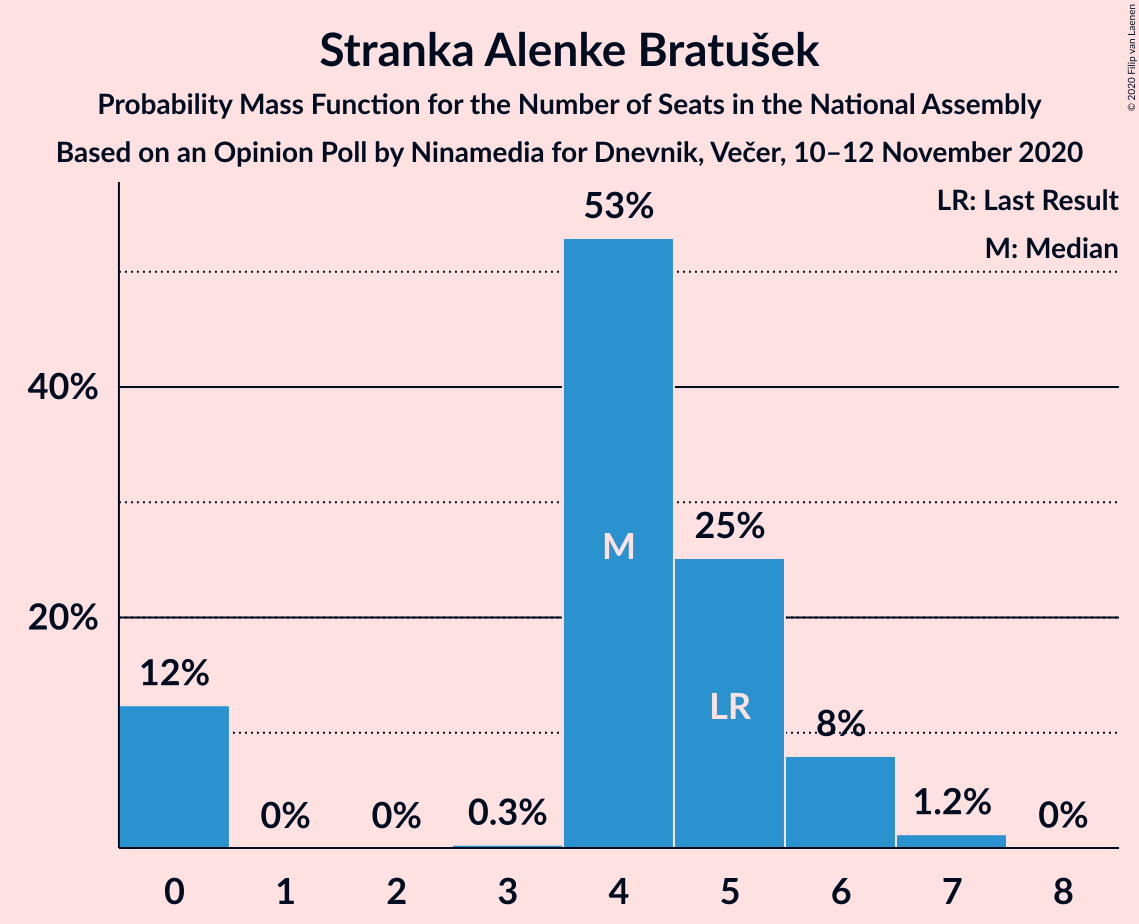 Stranka Alenke Bratušek
Probability Mass Function for the Number of Seats in the National Assembly
Based on an Opinion Poll by Ninamedia for Dnevnik, Večer, 10–12 November 2020
© 2020 Filip van Laenen
LR: Last Result
M: Median
53%
40%
25%
M
20%
12%
LR
8%
0%
0%
0.3%
1.2%
0%
0 1 2 3 4 5 6 7 8